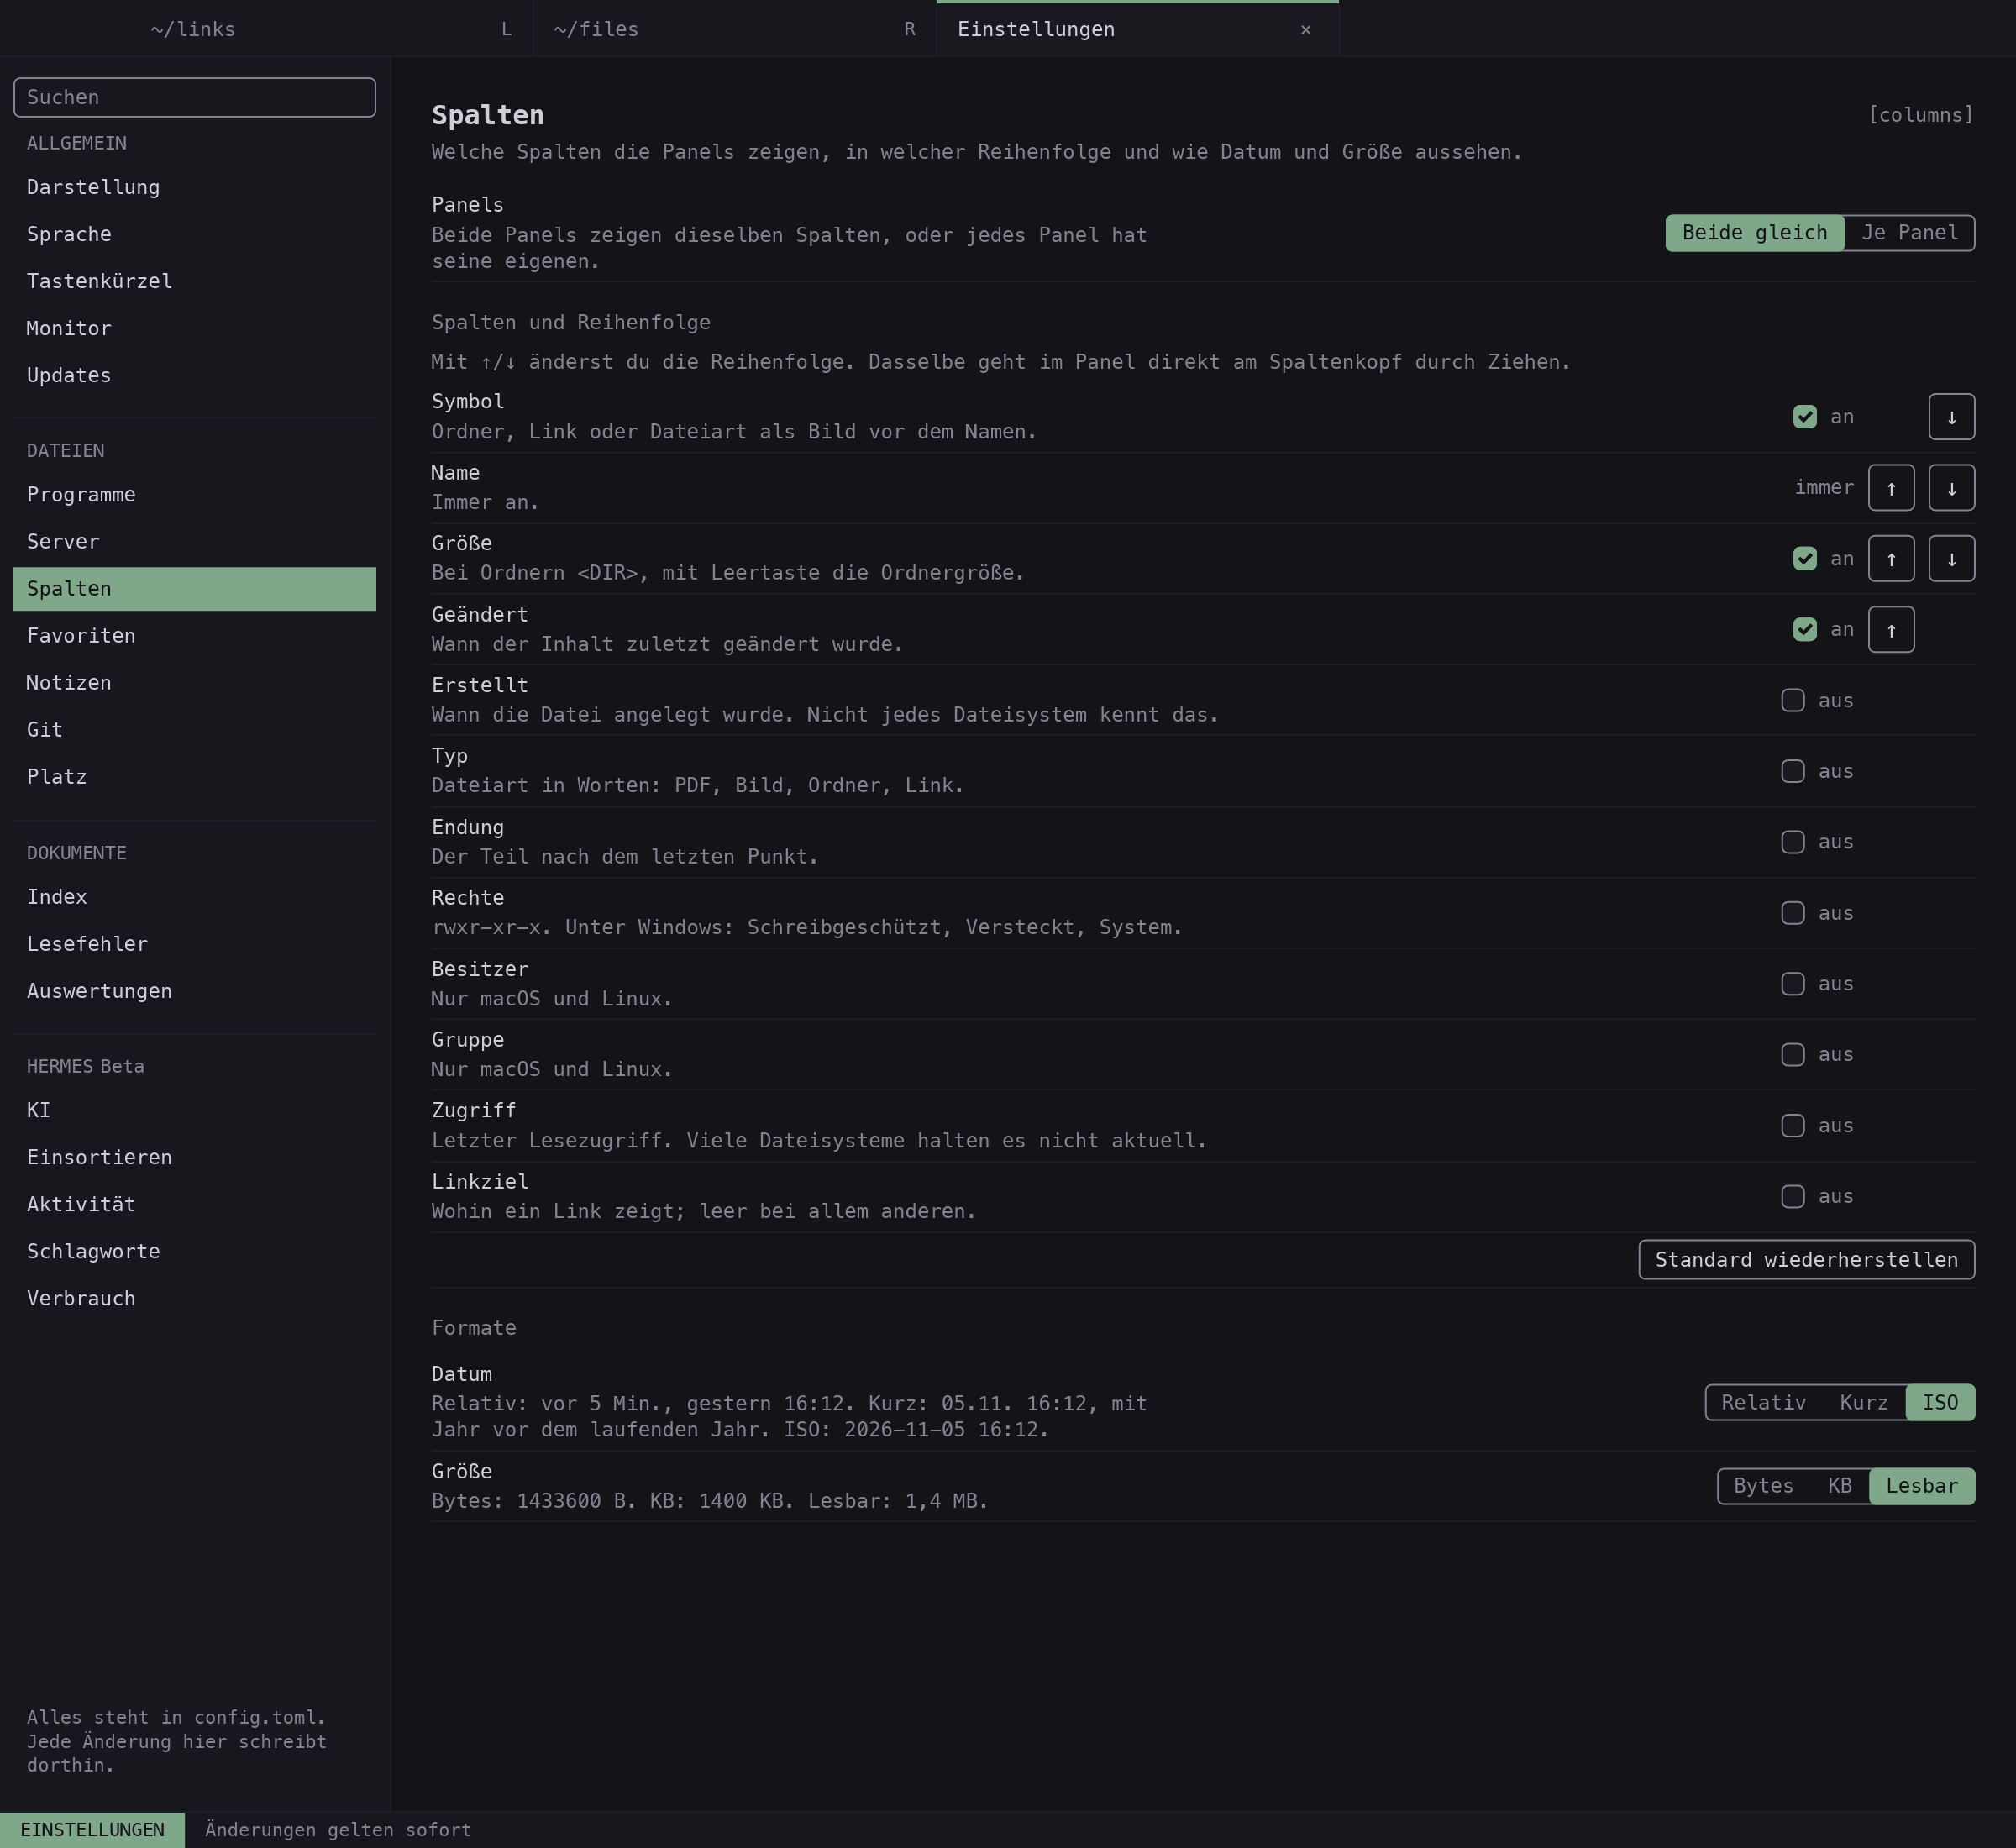 ~/links L ~/files R Einstellungen ×
Suchen
ALLGEMEIN
Darstellung
Sprache
Tastenkürzel
Monitor
Updates
DATEIEN
Programme
Server
Spalten
Favoriten
Notizen
Git
Platz
DOKUMENTE
Index
Lesefehler
Auswertungen
HERMES Beta
KI
Einsortieren
Aktivität
Schlagworte
Verbrauch
Alles steht in config.toml.
Jede Änderung hier schreibt
dorthin.
Spalten [columns]
Welche Spalten die Panels zeigen, in welcher Reihenfolge und wie Datum und Größe aussehen.
Panels
Beide Panels zeigen dieselben Spalten, oder jedes Panel hat
seine eigenen.
Beide gleich Je Panel
Spalten und Reihenfolge
Mit ↑/↓ änderst du die Reihenfolge. Dasselbe geht im Panel direkt am Spaltenkopf durch Ziehen.
Symbol
Ordner, Link oder Dateiart als Bild vor dem Namen.
an ↓
Name
Immer an.
immer ↑ ↓
Größe
Bei Ordnern <DIR>, mit Leertaste die Ordnergröße.
an ↑ ↓
Geändert
Wann der Inhalt zuletzt geändert wurde.
an ↑
Erstellt
Wann die Datei angelegt wurde. Nicht jedes Dateisystem kennt das.
aus
Typ
Dateiart in Worten: PDF, Bild, Ordner, Link.
aus
Endung
Der Teil nach dem letzten Punkt.
aus
Rechte
rwxr-xr-x. Unter Windows: Schreibgeschützt, Versteckt, System.
aus
Besitzer
Nur macOS und Linux.
aus
Gruppe
Nur macOS und Linux.
aus
Zugriff
Letzter Lesezugriff. Viele Dateisysteme halten es nicht aktuell.
aus
Linkziel
Wohin ein Link zeigt; leer bei allem anderen.
aus
Standard wiederherstellen
Formate
Datum
Relativ: vor 5 Min., gestern 16:12. Kurz: 05.11. 16:12, mit
Jahr vor dem laufenden Jahr. ISO: 2026-11-05 16:12.
Relativ Kurz ISO
Größe
Bytes: 1433600 B. KB: 1400 KB. Lesbar: 1,4 MB.
Bytes KB Lesbar
EINSTELLUNGEN Änderungen gelten sofort